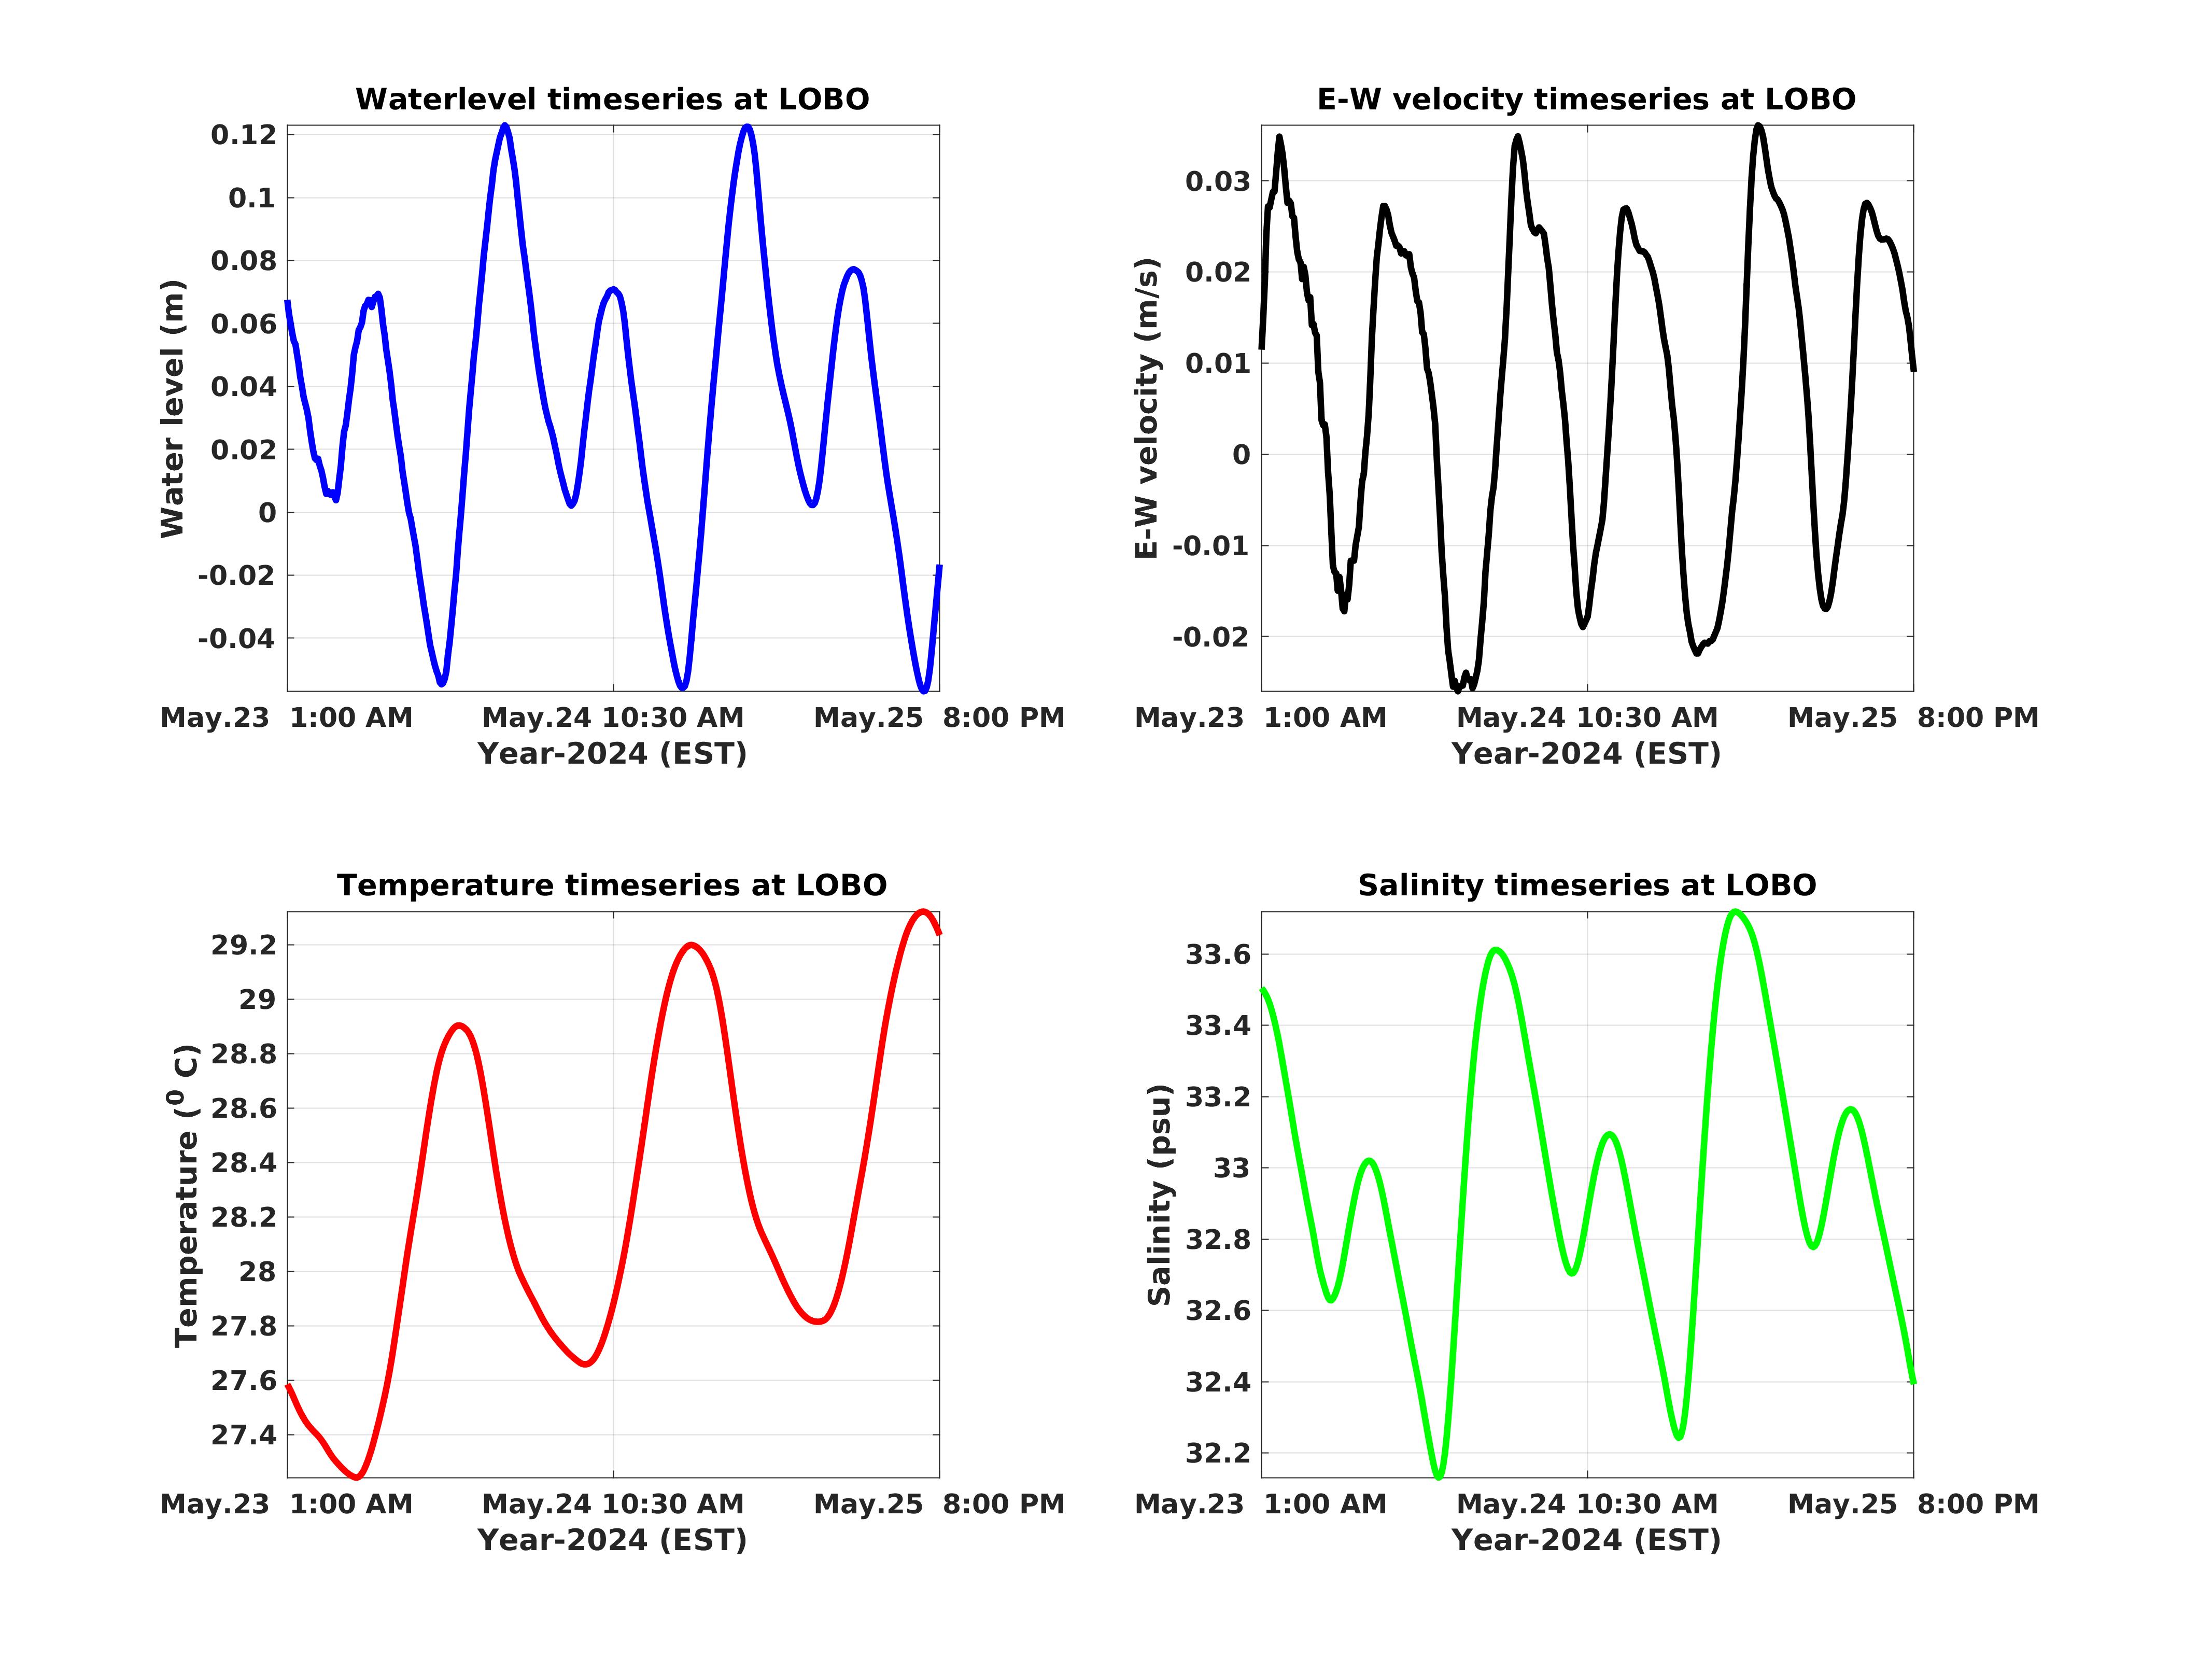 Waterlevel timeseries at LOBO
0.12
0.1
0.08
0.06
0.04
0.02
0
-0.02
-0.04
Water level (m)
May.23 1:00 AM May.24 10:30 AM May.25 8:00 PM
Year-2024 (EST)
E-W velocity timeseries at LOBO
0.03
0.02
0.01
0
-0.01
-0.02
E-W velocity (m/s)
May.23 1:00 AM May.24 10:30 AM May.25 8:00 PM
Year-2024 (EST)
Temperature timeseries at LOBO
29.2
29
28.8
28.6
28.4
28.2
28
27.8
27.6
27.4
Temperature (⁰ C)
May.23 1:00 AM May.24 10:30 AM May.25 8:00 PM
Year-2024 (EST)
Salinity timeseries at LOBO
33.6
33.4
33.2
33
32.8
32.6
32.4
32.2
Salinity (psu)
May.23 1:00 AM May.24 10:30 AM May.25 8:00 PM
Year-2024 (EST)